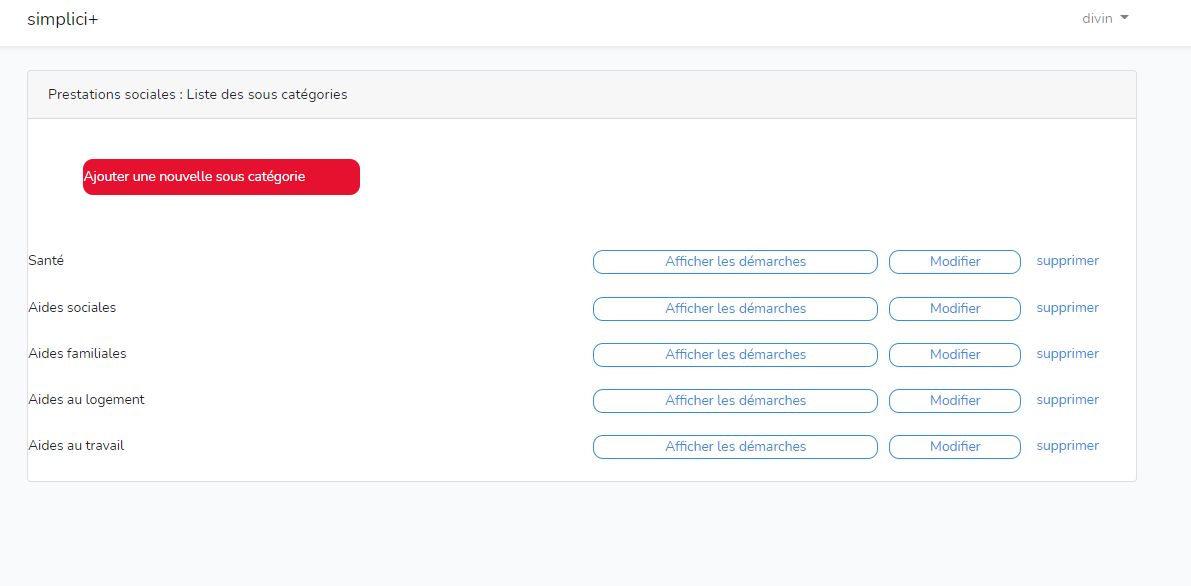 simplici+
divin
Prestations sociales : Liste des sous catégories
Ajouter une nouvelle sous catégorie
Santé Afficher les démarches Modifier supprimer
Aides sociales Afficher les démarches Modifier supprimer
Aides familiales Afficher les démarches Modifier supprimer
Aides au logement Afficher les démarches Modifier supprimer
Aides au travail Afficher les démarches Modifier supprimer